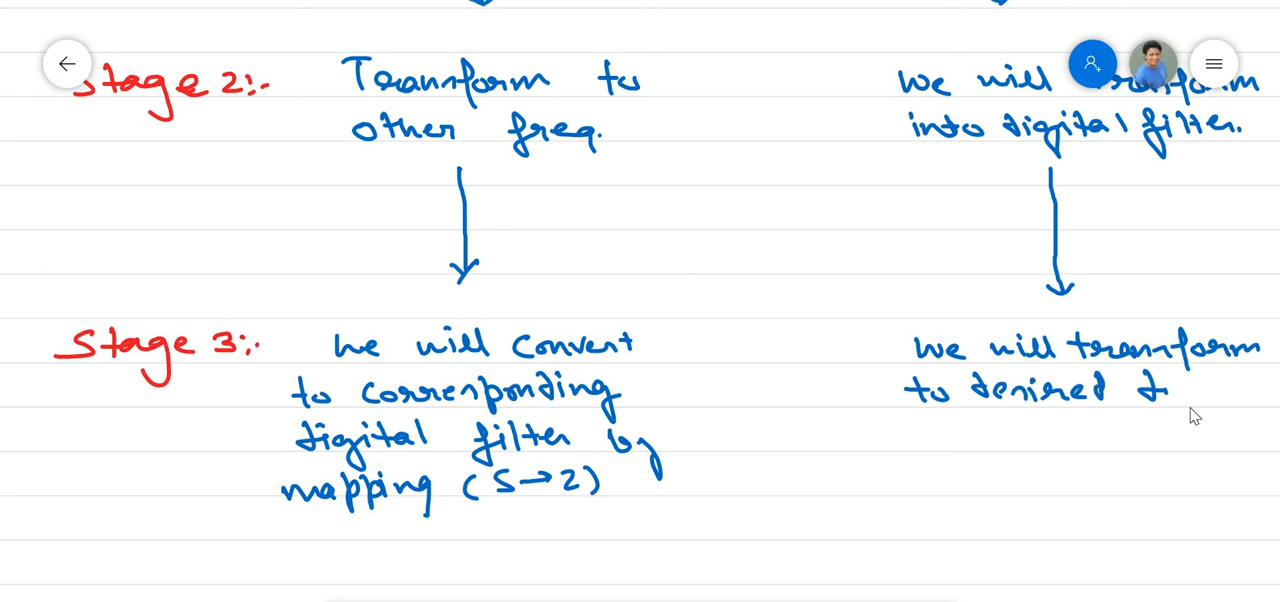 Stage 2:-
Transform to
other freq.
we will transform
into digital filter.
Stage 3:-
we will convert
to corresponding
digital filter by
mapping (S→Z)
we will transform
to desired d